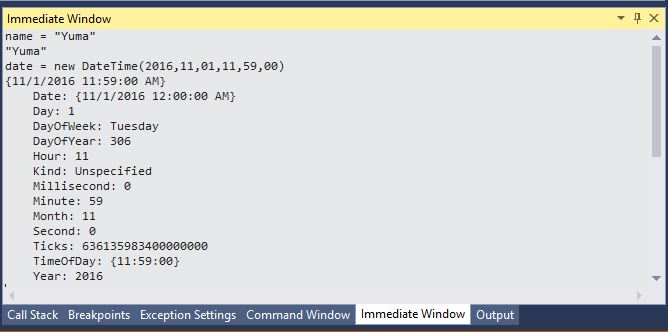 Immediate Window
name = "Yuma"
"Yuma"
date = new DateTime(2016,11,01,11,59,00)
{11/1/2016 11:59:00 AM}
Date: {11/1/2016 12:00:00 AM}
Day: 1
DayOfWeek: Tuesday
DayOfYear: 306
Hour: 11
Kind: Unspecified
Millisecond: 0
Minute: 59
Month: 11
Second: 0
Ticks: 636135983400000000
TimeOfDay: {11:59:00}
Year: 2016
Call Stack Breakpoints Exception Settings Command Window Immediate Window Output